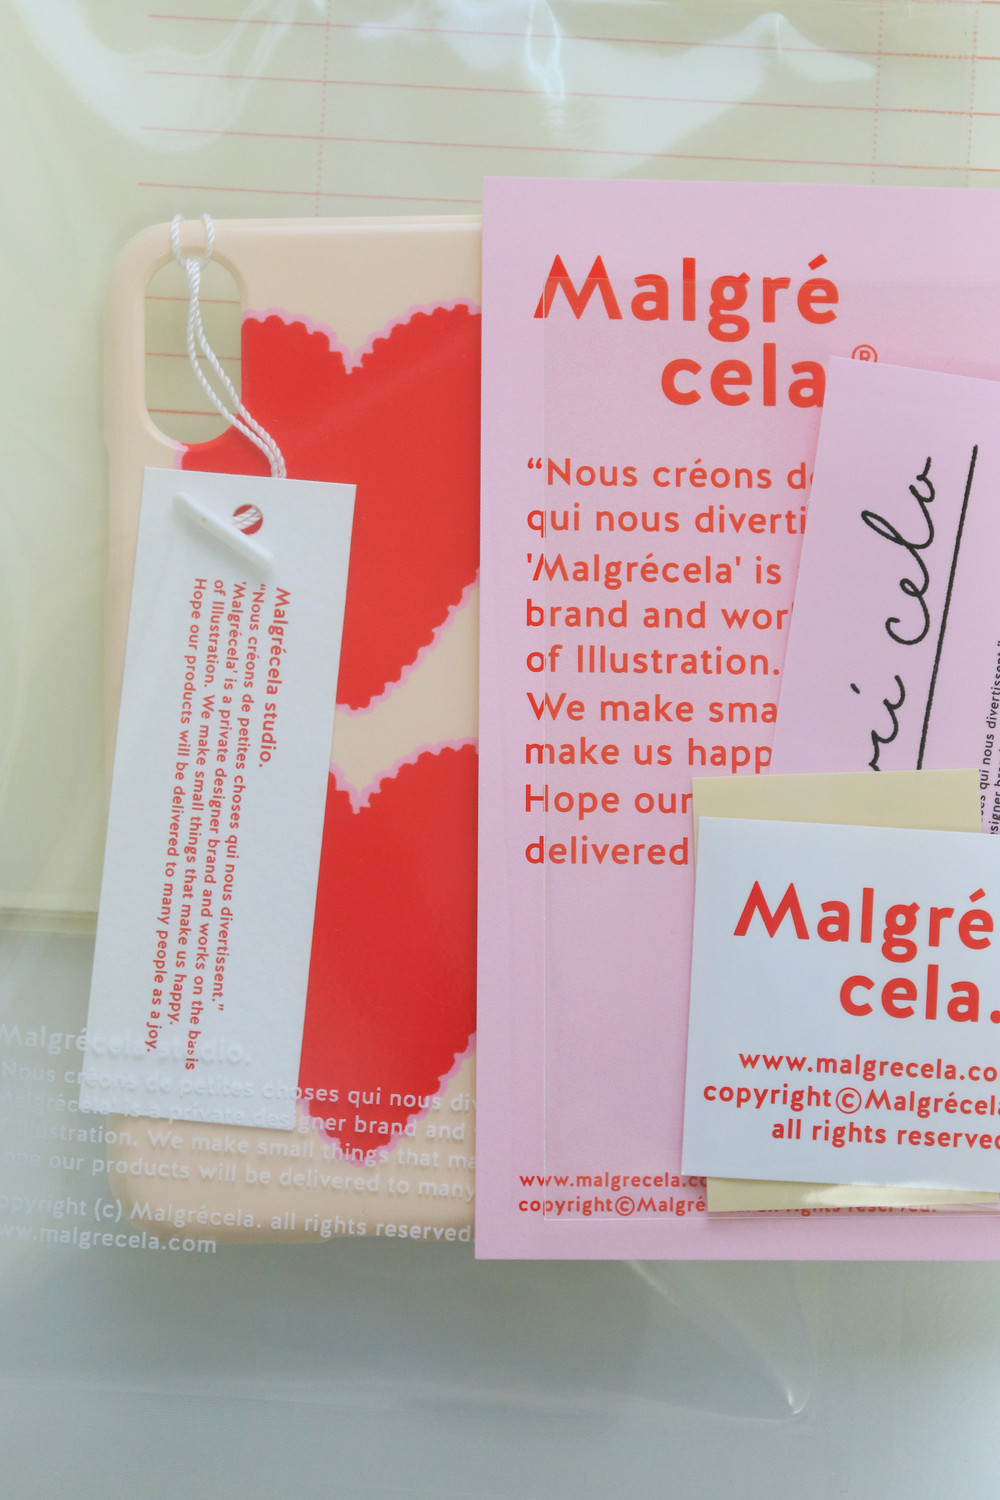 Malgré
cela®
“Nous créons de
qui nous diverti
'Malgrécela' is
brand and wor
of Illustration.
We make sma
make us happ
Hope our
delivered
www.malgrecela.co
copyright©Malgré reserved.
Malgrécela studio.
“Nous créons de petites choses qui nous divertissent.”
'Malgrécela' is a private designer brand and works on the basis
of Illustration. We make small things that make us happy.
Hope our products will be delivered to many people as a joy.
celo
nous divertissent.”
Malgré
cela.
www.malgrecela.co
copyright©Malgrécela
all rights reserved
Malgrécela studio.
Nous créons de petites choses qui nous di
Malgrécela' is a private designer brand and
Illustration. We make small things that ma
our products will be delivered to many
opyright (c) Malgrécela. all rights reserved.
www.malgrecela.com